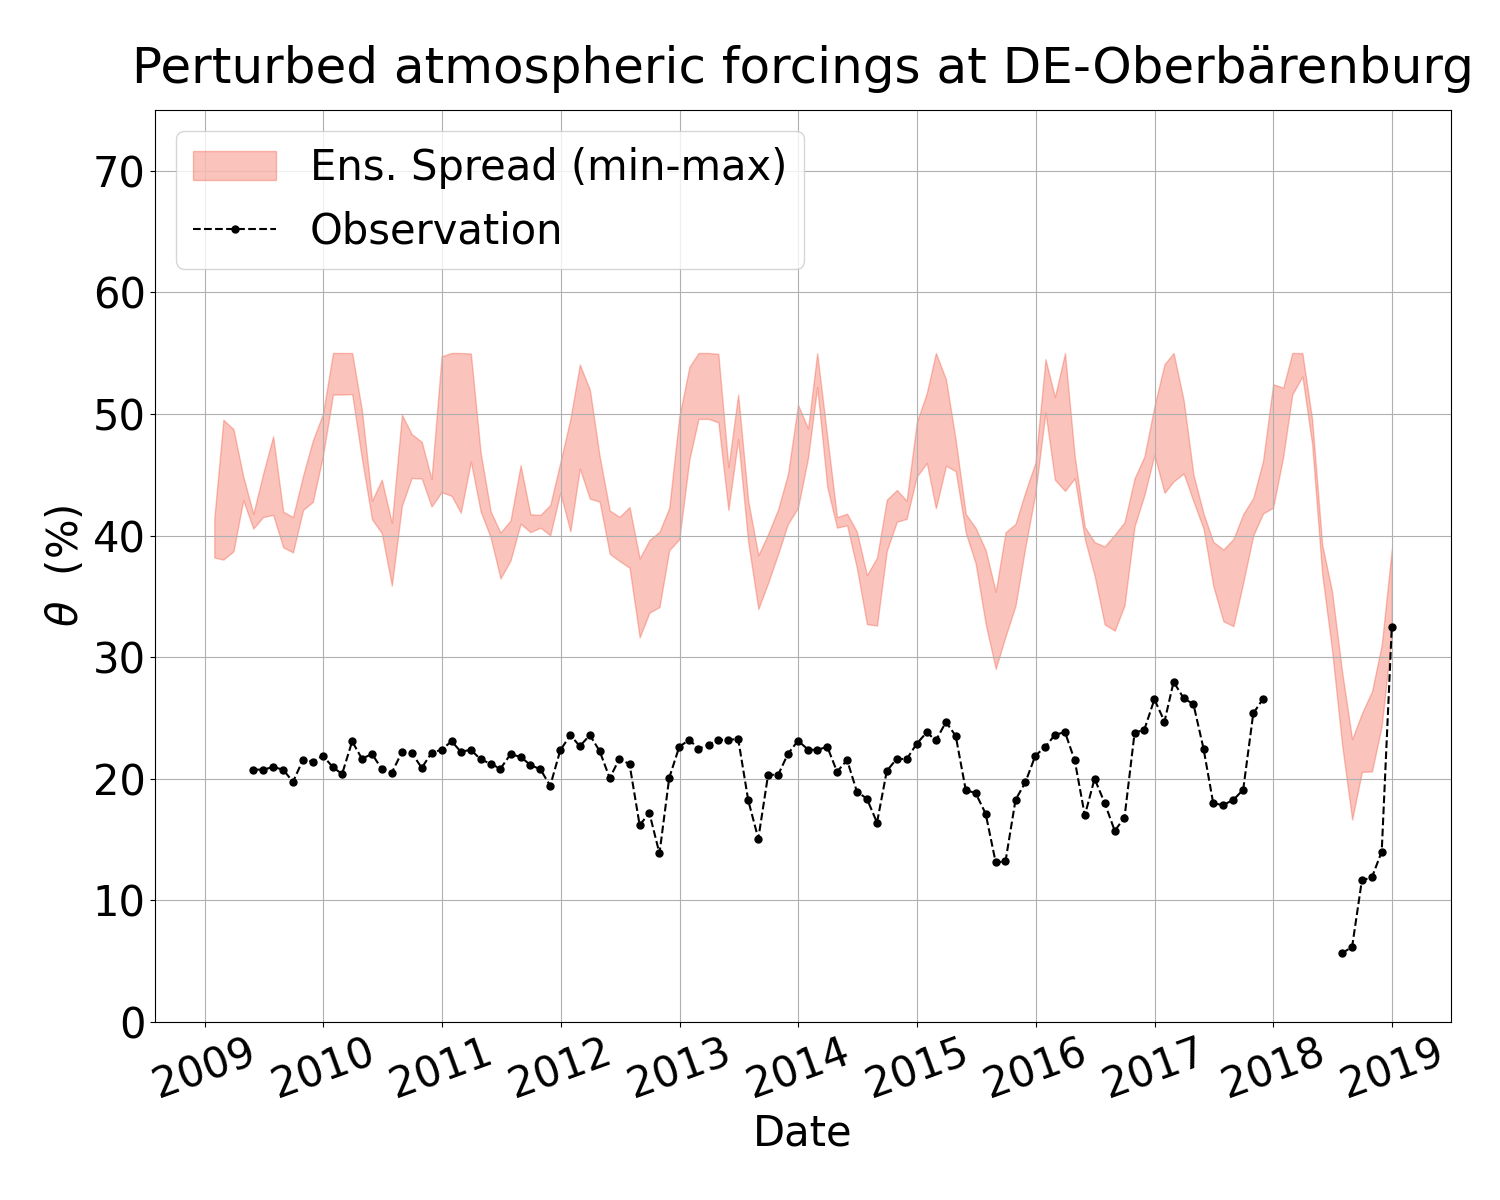 Perturbed atmospheric forcings at DE-Oberbärenburg
Ens. Spread (min-max)
Observation
70
60
50
40
30
20
10
0
θ (%)
2009 2010 2011 2012 2013 2014 2015 2016 2017 2018 2019
Date